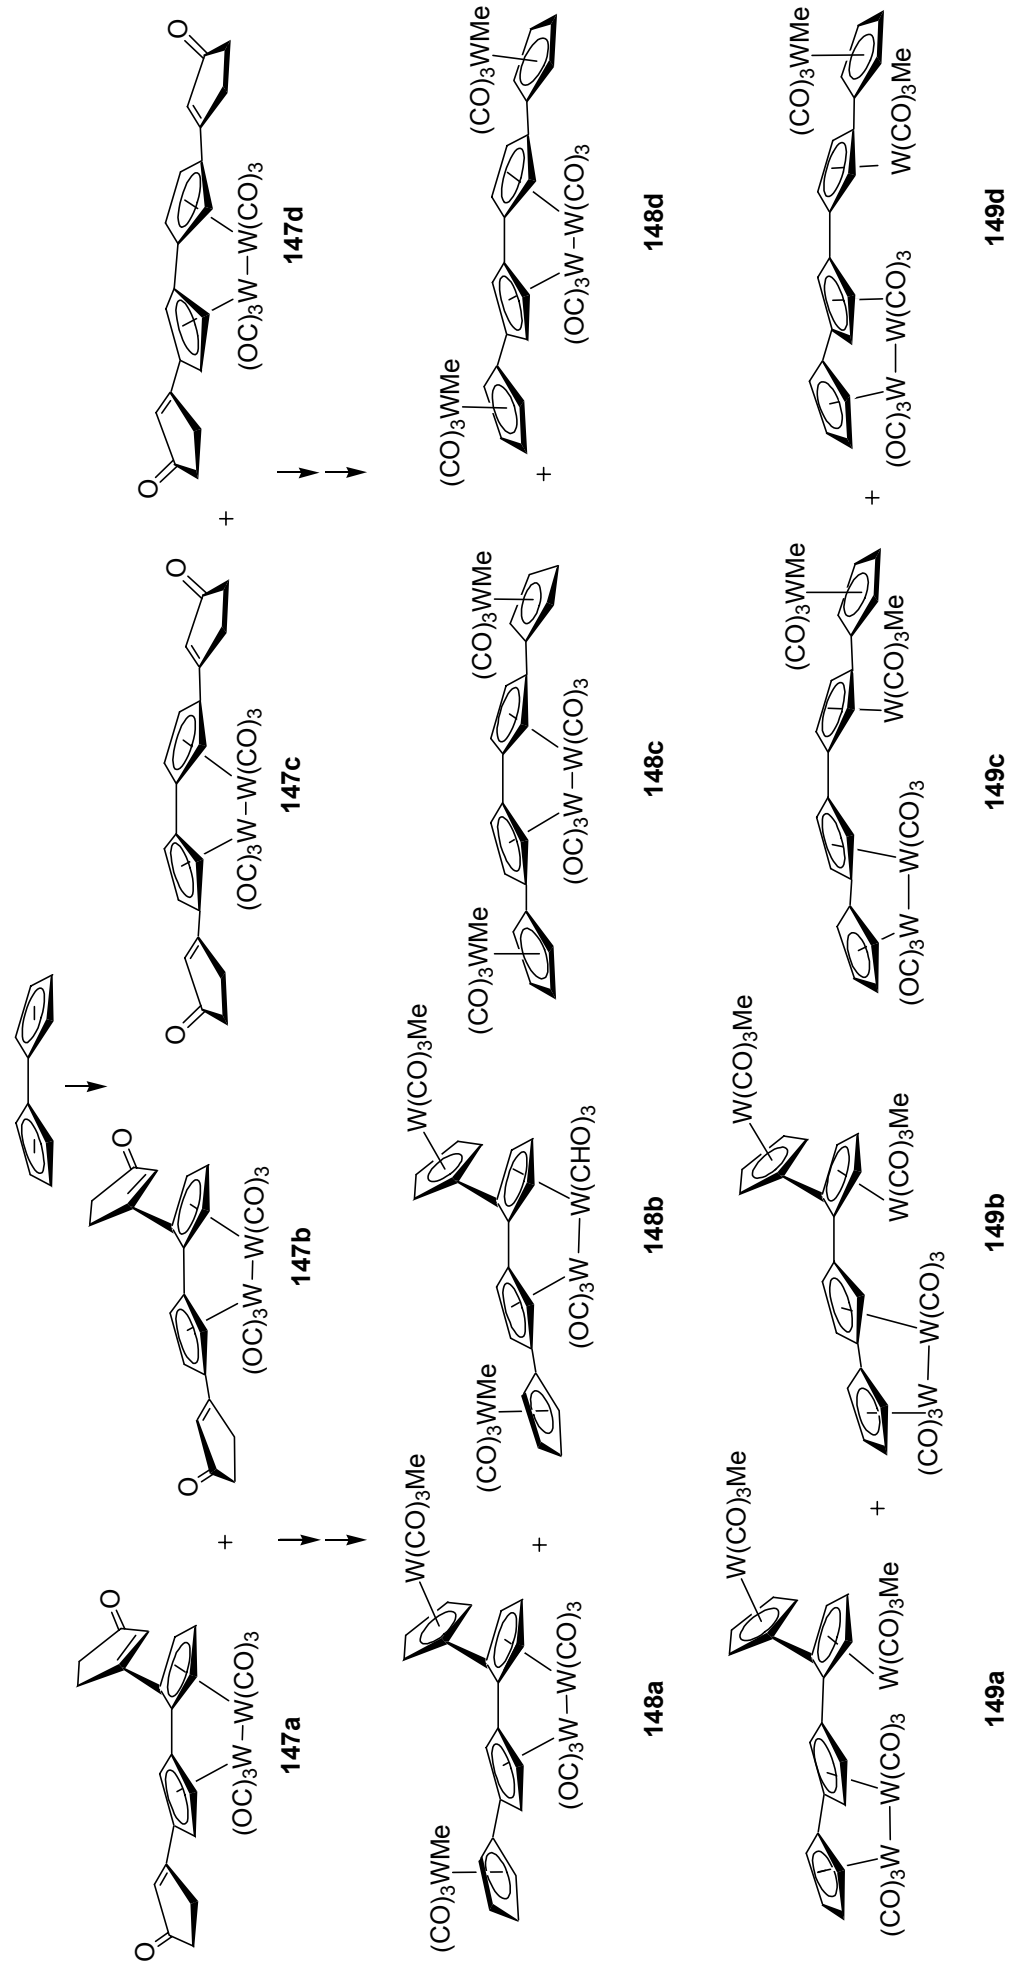 O
O
(OC)3W
W(CO)3
147a
+
O
O
(OC)3W
W(CO)3
147b
O
O
(OC)3W
W(CO)3
147c
+
O
O
(OC)3W
W(CO)3
147d
(CO)3WMe
W(CO)3Me
(OC)3W
W(CO)3
148a
+
(CO)3WMe
W(CO)3Me
(OC)3W
W(CHO)3
148b
(CO)3WMe
(CO)3WMe
(OC)3W
W(CO)3
148c
+
(CO)3WMe
(CO)3WMe
(OC)3W
W(CO)3
148d
W(CO)3Me
(CO)3W
W(CO)3
W(CO)3Me
149a
+
W(CO)3Me
W(CO)3Me
(CO)3W
W(CO)3
149b
(CO)3WMe
W(CO)3Me
(OC)3W
W(CO)3
149c
+
(CO)3WMe
W(CO)3Me
(OC)3W
W(CO)3
149d